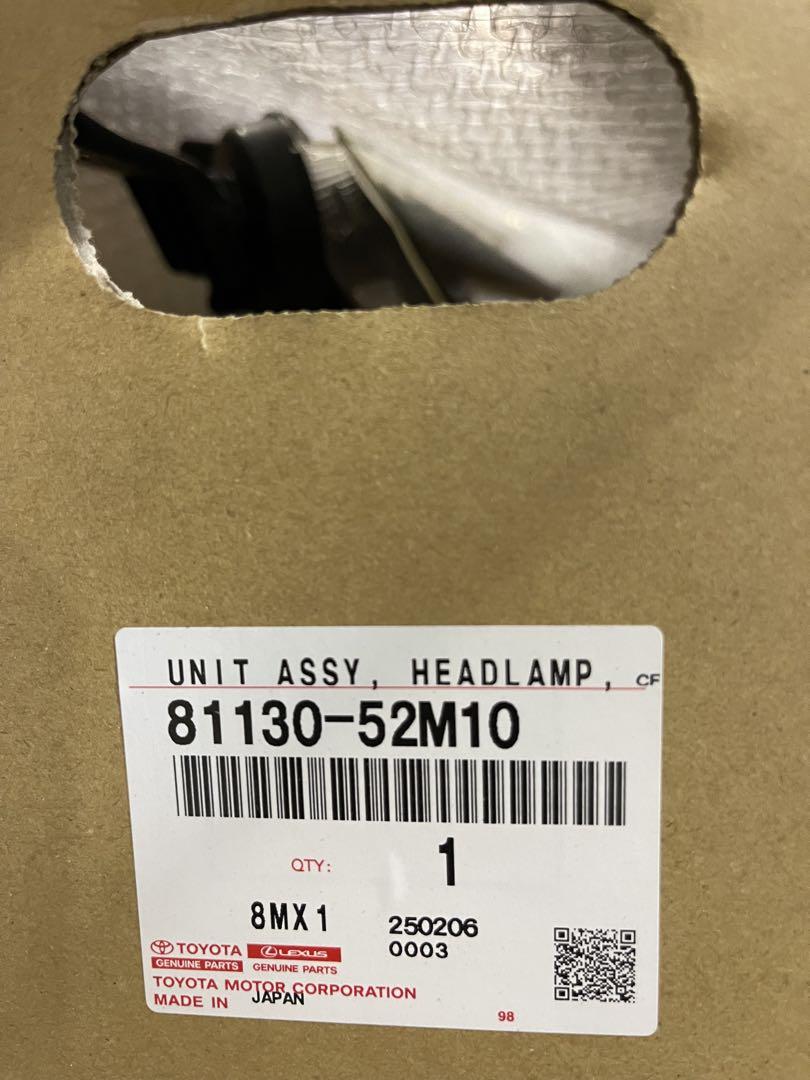 UNIT ASSY, HEADLAMP, CF
81130-52M10
QTY: 1
8MX1 250206
0003
TOYOTA LEXUS
GENUINE PARTS GENUINE PARTS
TOYOTA MOTOR CORPORATION
MADE IN JAPAN
98